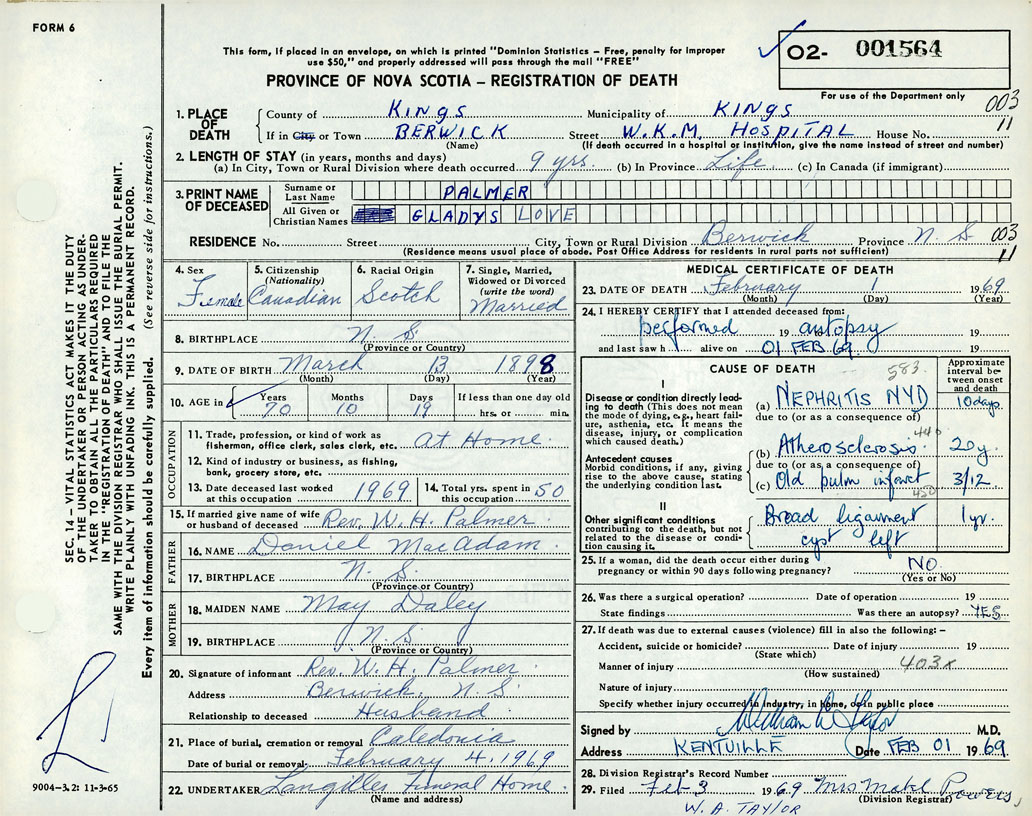 FORM 6
This form, if placed in an envelope, on which is printed "Dominion Statistics – Free, penalty for improper
use $50," and properly addressed will pass through the mail "FREE"
O2- 001564
PROVINCE OF NOVA SCOTIA – REGISTRATION OF DEATH
For use of the Department only
003
11
1. PLACE OF DEATH
County of Kings Municipality of KINGS
If in City or Town BERWICK Street W.K.M. HOSPITAL House No.
(Name) (If death occurred in a hospital or institution, give the name instead of street and number)
2. LENGTH OF STAY (in years, months and days)
(a) In City, Town or Rural Division where death occurred 9 yrs. (b) In Province Life (c) In Canada (if immigrant)
3. PRINT NAME OF DECEASED
Surname or Last Name PALMER
All Given or Christian Names GLADYS LOVE
RESIDENCE No. Street City, Town or Rural Division Berwick Province N. S 003
11
(Residence means usual place of abode. Post Office Address for residents in rural parts not sufficient)
4. Sex Female
5. Citizenship (Nationality) Canadian
6. Racial Origin Scotch
7. Single, Married, Widowed or Divorced (write the word) Married
8. BIRTHPLACE N. S
(Province or Country)
9. DATE OF BIRTH March 13 1898
(Month) (Day) (Year)
10. AGE in Years 70 Months 10 Days 19 If less than one day old
hrs. or min.
OCCUPATION
11. Trade, profession, or kind of work as
fisherman, office clerk, sales clerk, etc. At Home
12. Kind of industry or business, as fishing,
bank, grocery store, etc.
13. Date deceased last worked
at this occupation 1969
14. Total yrs. spent in
this occupation 50
15. If married give name of wife
or husband of deceased Rev. W. H. Palmer
FATHER
16. NAME Daniel MacAdam
17. BIRTHPLACE N. S
(Province or Country)
MOTHER
18. MAIDEN NAME May Daley
19. BIRTHPLACE N. S
(Province or Country)
20. Signature of informant Rev. W. H. Palmer
Address Berwick, N. S.
Relationship to deceased Husband
21. Place of burial, cremation or removal Caledonia
Date of burial or removal February 4, 1969
22. UNDERTAKER Langilles Funeral Home
(Name and address)
MEDICAL CERTIFICATE OF DEATH
23. DATE OF DEATH February 1 1969
(Month) (Day) (Year)
24. I HEREBY CERTIFY that I attended deceased from:
performed 19 autopsy 19
and last saw h alive on 01 FEB 69 19
CAUSE OF DEATH 583
Approximate interval between onset and death
I
Disease or condition directly lead-
ing to death (This does not
mean the mode of dying, e.g., heart fail-
ure, asthenia, etc. It means the
disease, injury, or complication
which caused death.)
(a) NEPHRITIS NYD 10 days
due to (or as a consequence of)
440
Antecedent causes
Morbid conditions, if any, giving
rise to the above cause, stating
the underlying condition last.
(b) Atherosclerosis 20y
due to (or as a consequence of)
(c) Old pulm infarct 3/12
450
II
Other significant conditions
contributing to the death, but not
related to the disease or condi-
tion causing it.
Broad ligament 1 yr.
cyst left
25. If a woman, did the death occur either during
pregnancy or within 90 days following pregnancy? NO
(Yes or No)
26. Was there a surgical operation? Date of operation 19
State findings Was there an autopsy? YES
27. If death was due to external causes (violence) fill in also the following: –
Accident, suicide or homicide? Date of injury 19
(State which)
Manner of injury 403x
(How sustained)
Nature of injury
Specify whether injury occurred in industry, in home, or in public place
Signed by William A Taylor M.D.
Address KENTVILLE Date FEB 01 1969
28. Division Registrar's Record Number
29. Filed Feb 3 1969 Mrs Mabel Powers
(Division Registrar)
W. A. TAYLOR
SEC. 14 – VITAL STATISTICS ACT MAKES IT THE DUTY
OF THE UNDERTAKER OR PERSON ACTING AS UNDER-
TAKER TO OBTAIN ALL THE PARTICULARS REQUIRED
IN THE "REGISTRATION OF DEATH" AND TO FILE THE
SAME WITH THE DIVISION REGISTRAR WHO SHALL ISSUE THE BURIAL PERMIT.
WRITE PLAINLY WITH UNFADING INK. THIS IS A PERMANENT RECORD.
Every item of information should be carefully supplied. (See reverse side for instructions.)
9004-3.2: 11-3-65